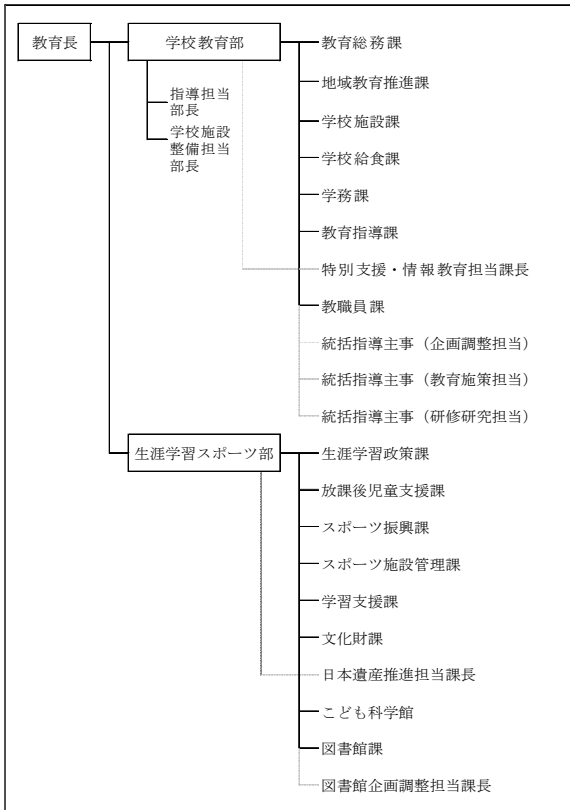 教育長
学校教育部
指導担当
部長
学校施設
整備担当
部長
教育総務課
地域教育推進課
学校施設課
学校給食課
学務課
教育指導課
特別支援・情報教育担当課長
教職員課
統括指導主事（企画調整担当）
統括指導主事（教育施策担当）
統括指導主事（研修研究担当）
生涯学習スポーツ部
生涯学習政策課
放課後児童支援課
スポーツ振興課
スポーツ施設管理課
学習支援課
文化財課
日本遺産推進担当課長
こども科学館
図書館課
図書館企画調整担当課長